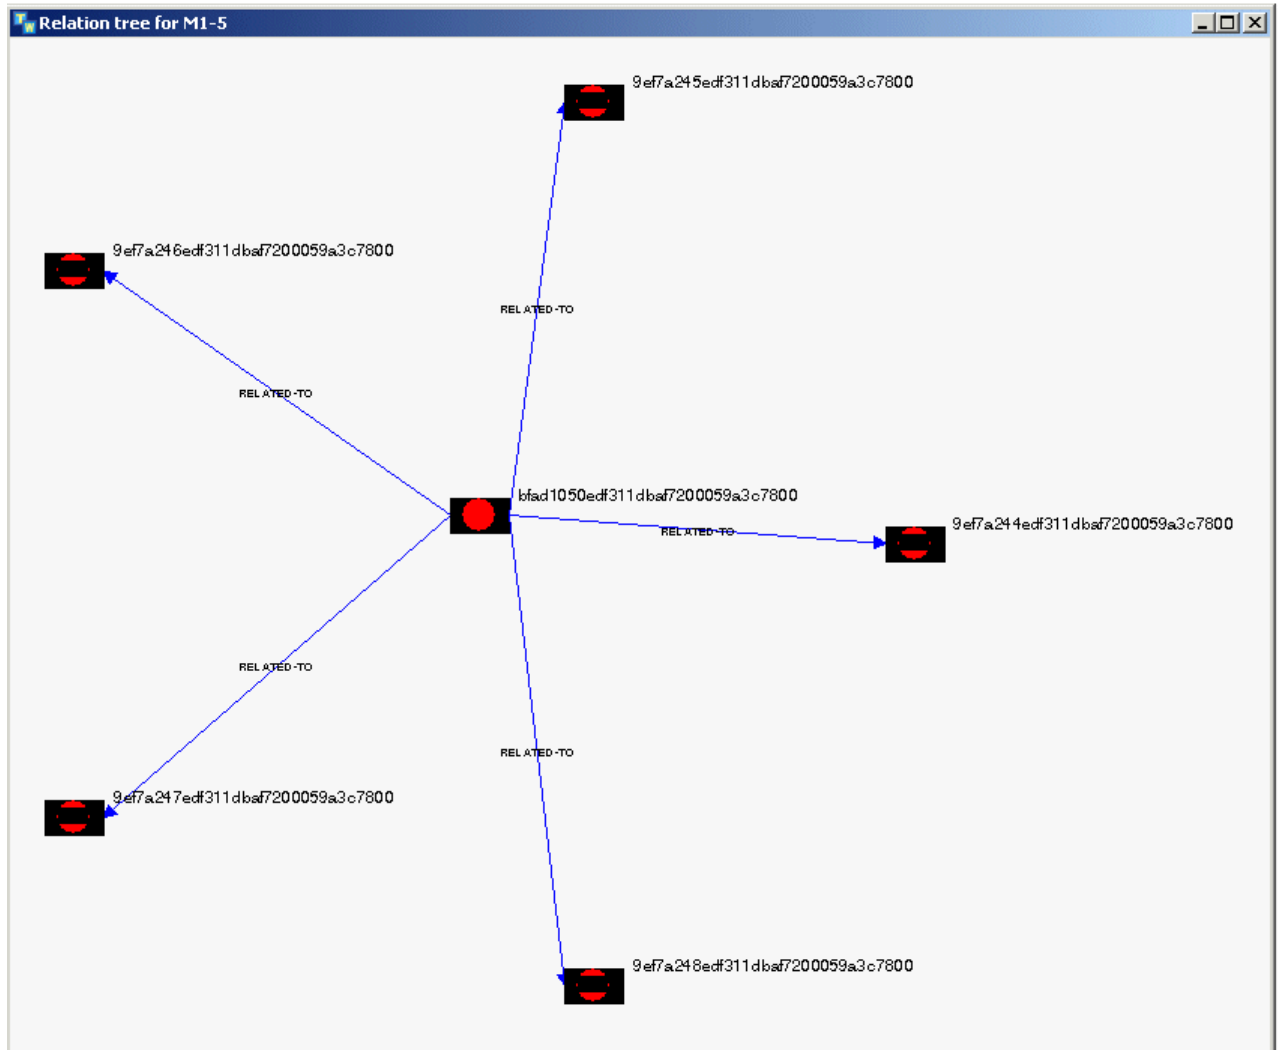 Relation tree for M1-5
9ef7a245edf311dbaf7200059a3c7800
9ef7a246edf311dbaf7200059a3c7800
RELATED-TO
RELATED-TO
bfad1050edf311dbaf7200059a3c7800
9ef7a244edf311dbaf7200059a3c7800
RELATED-TO
RELATED-TO
RELATED-TO
9ef7a247edf311dbaf7200059a3c7800
9ef7a248edf311dbaf7200059a3c7800